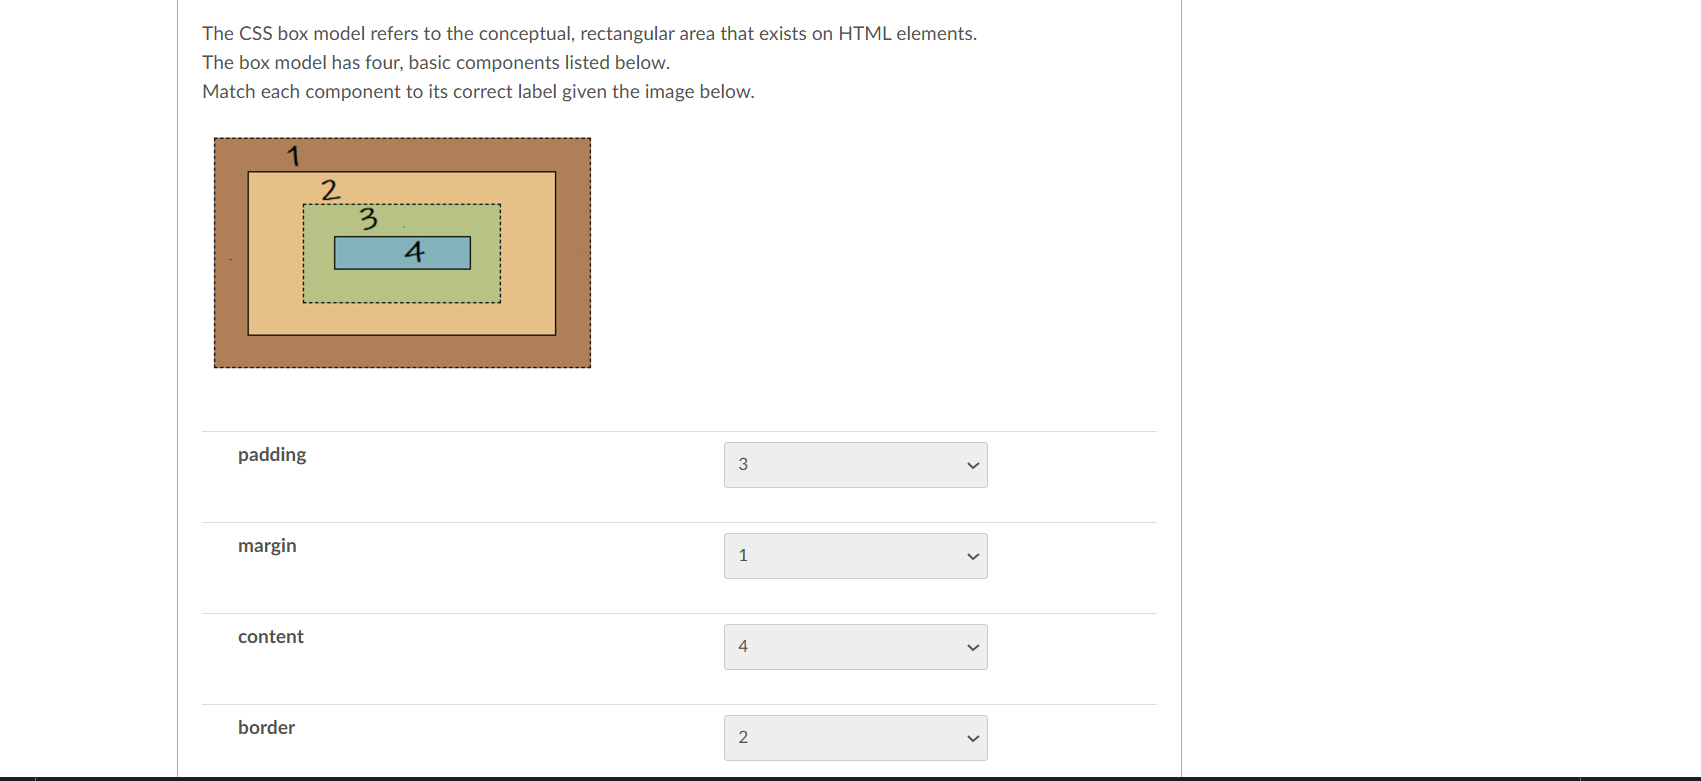 The CSS box model refers to the conceptual, rectangular area that exists on HTML elements.
The box model has four, basic components listed below.
Match each component to its correct label given the image below.
1
2
3
4
padding
3
margin
1
content
4
border
2